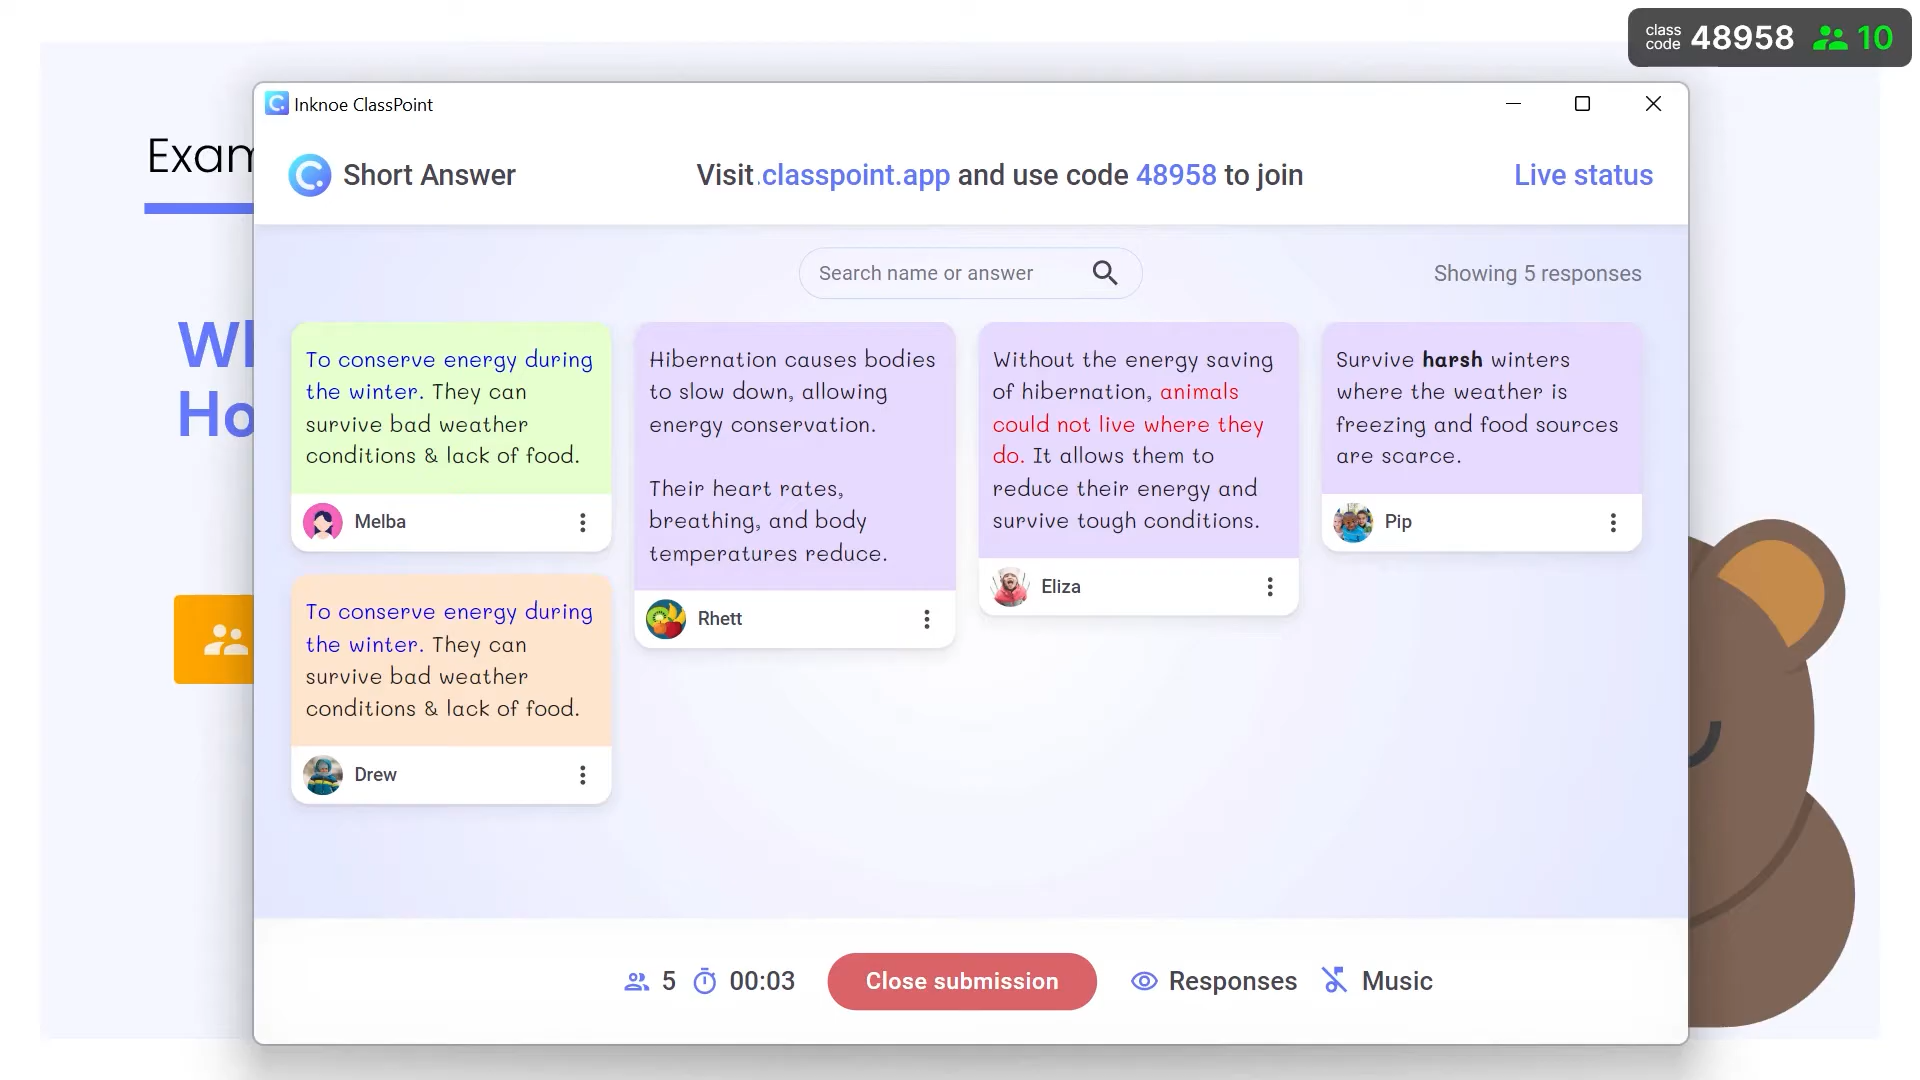 class
code 48958 10
Inknoe ClassPoint
Exam
Short Answer
Visit classpoint.app and use code 48958 to join
Live status
Search name or answer
Showing 5 responses
To conserve energy during
the winter. They can
survive bad weather
conditions & lack of food.
Melba
To conserve energy during
the winter. They can
survive bad weather
conditions & lack of food.
Drew
Hibernation causes bodies
to slow down, allowing
energy conservation.
Their heart rates,
breathing, and body
temperatures reduce.
Rhett
Without the energy saving
of hibernation, animals
could not live where they
do. It allows them to
reduce their energy and
survive tough conditions.
Eliza
Survive harsh winters
where the weather is
freezing and food sources
are scarce.
Pip
Ho
5 00:03 Close submission Responses Music